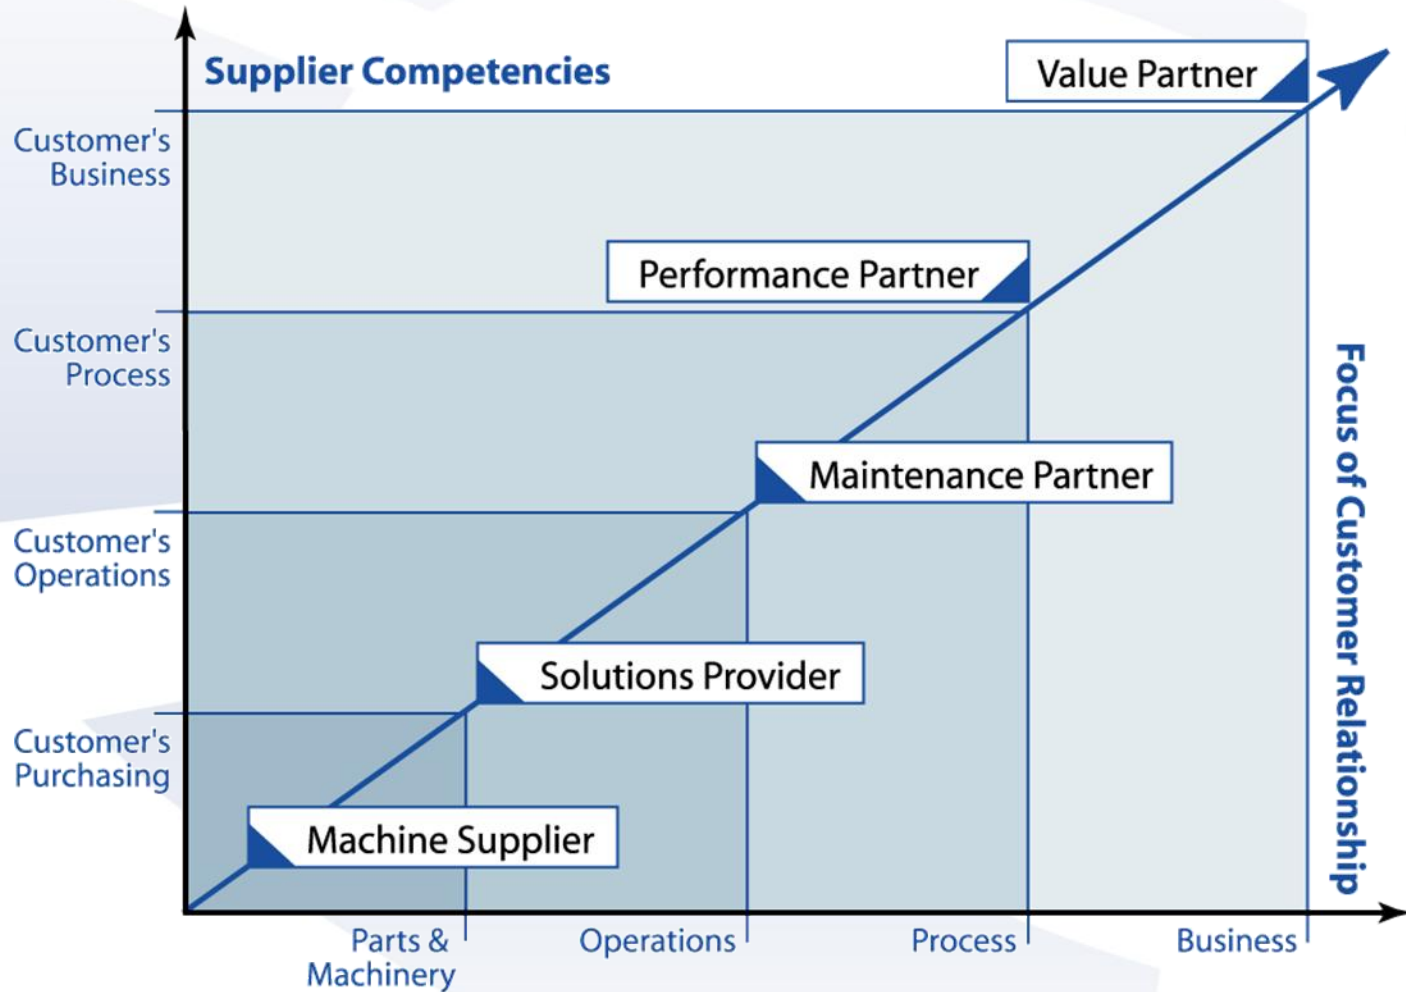 Supplier Competencies
Value Partner
Customer's
Business
Performance Partner
Customer's
Process
Maintenance Partner
Customer's
Operations
Solutions Provider
Customer's
Purchasing
Machine Supplier
Focus of Customer Relationship
Parts &
Machinery
Operations
Process
Business